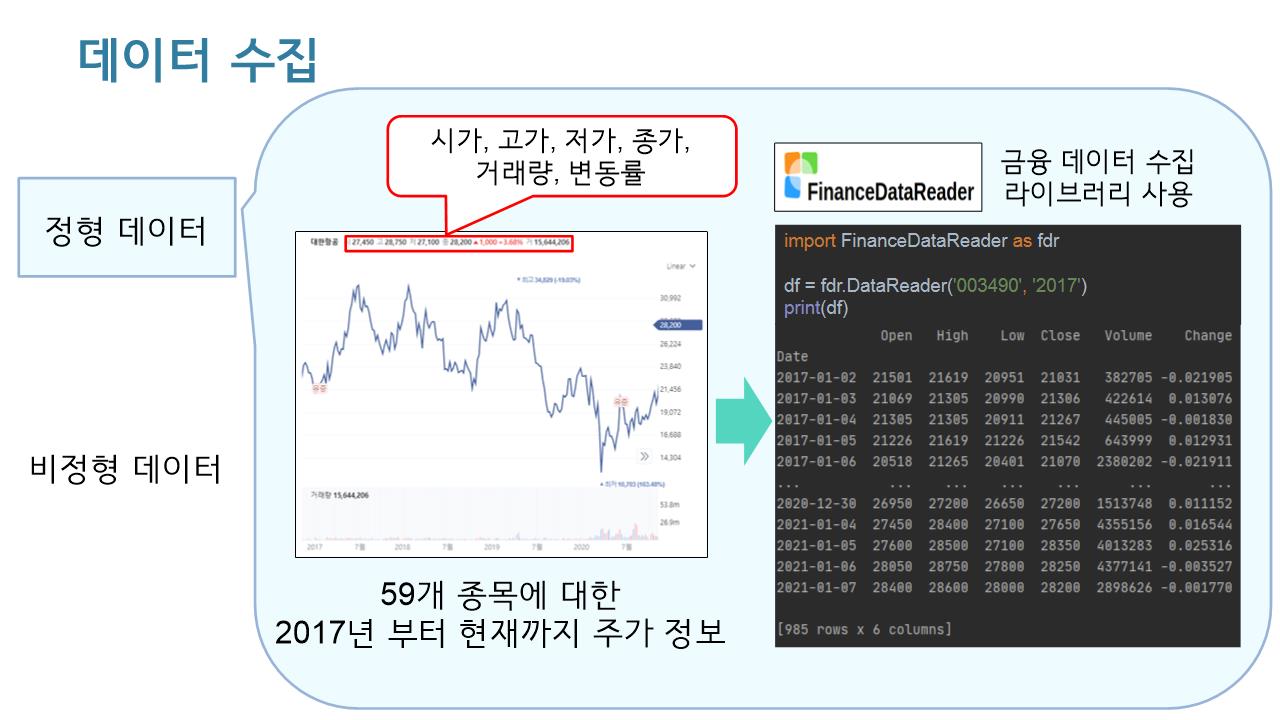 데이터 수집
정형 데이터
비정형 데이터
시가, 고가, 저가, 종가,
거래량, 변동률
대한항공 27,450 고 28,750 저 27,100 종 28,200 ▲1,000 +3.68% 거 15,644,206
Linear
▼최고 34,829 (-19.03%)
30,992
28,200
26,224
23,840
21,456
19,072
16,688
14,304
유증
유증
»
▲최저 10,703 (163.48%)
거래량 15,644,206
53.8m
26.9m
2017 7월 2018 7월 2019 7월 2020 7월
59개 종목에 대한
2017년 부터 현재까지 주가 정보
FinanceDataReader
금융 데이터 수집
라이브러리 사용
import FinanceDataReader as fdr
df = fdr.DataReader('003490', '2017')
print(df)
Open High Low Close Volume Change
Date
2017-01-02 21501 21619 20951 21031 382705 -0.021905
2017-01-03 21069 21305 20990 21306 422614 0.013076
2017-01-04 21305 21305 20911 21267 445005 -0.001830
2017-01-05 21226 21619 21226 21542 643999 0.012931
2017-01-06 20518 21265 20401 21070 2380202 -0.021911
... ... ... ... ... ... ...
2020-12-30 26950 27200 26650 27200 1513748 0.011152
2021-01-04 27450 28400 27100 27650 4355156 0.016544
2021-01-05 27600 28500 27100 28350 4013283 0.025316
2021-01-06 28050 28750 27800 28250 4377141 -0.003527
2021-01-07 28400 28600 28000 28200 2898626 -0.001770
[985 rows x 6 columns]